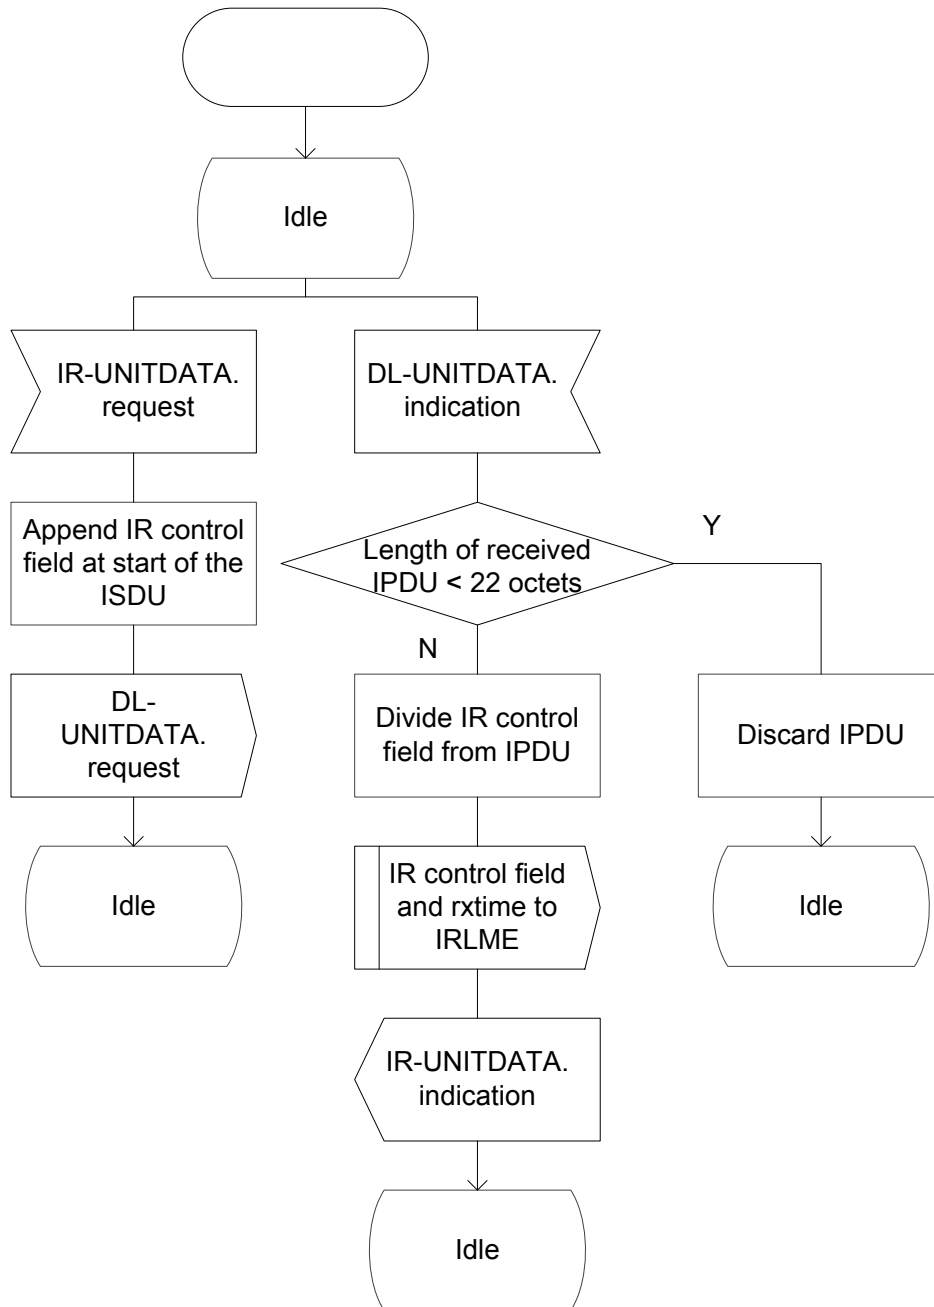 Idle
IR-UNITDATA.
request
DL-UNITDATA.
indication
Append IR control
field at start of the
ISDU
Length of received
IPDU < 22 octets
Y
N
DL-
UNITDATA.
request
Divide IR control
field from IPDU
Discard IPDU
Idle
IR control field
and rxtime to
IRLME
Idle
IR-UNITDATA.
indication
Idle